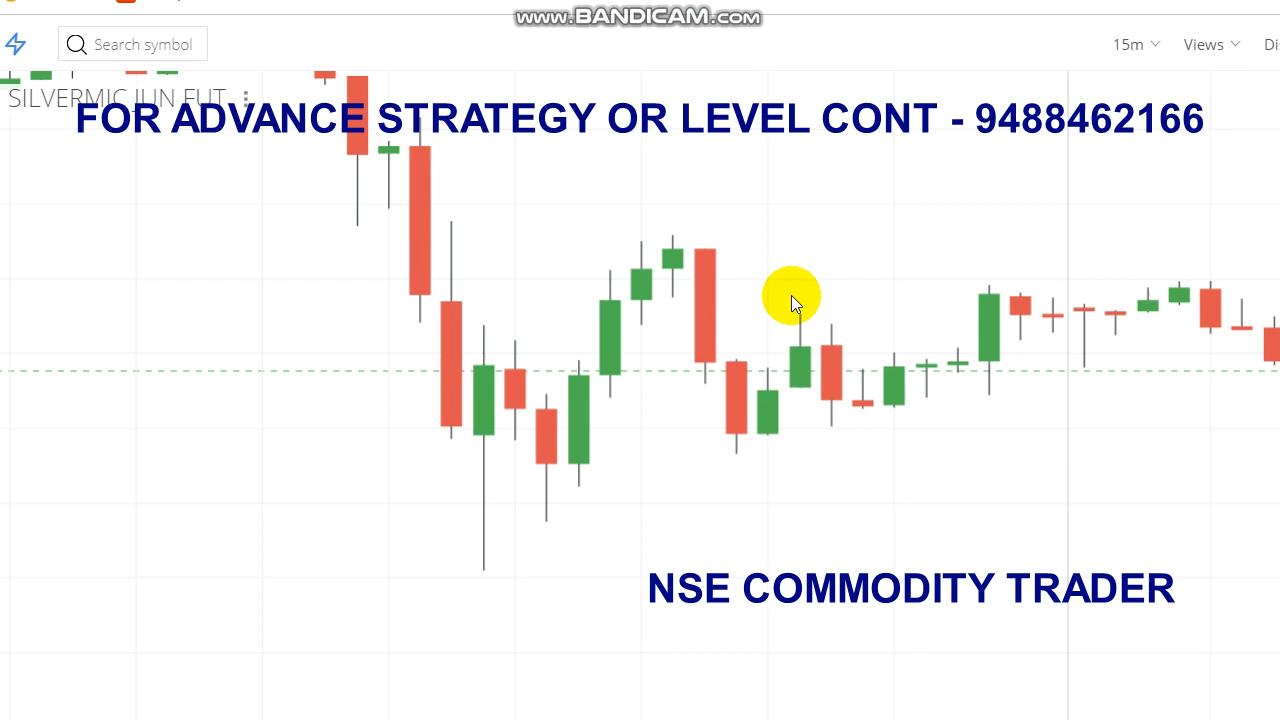 www.BANDICAM.com
Search symbol
15m
Views
Di
SILVERMIC JUN FUT
FOR ADVANCE STRATEGY OR LEVEL CONT - 9488462166
NSE COMMODITY TRADER